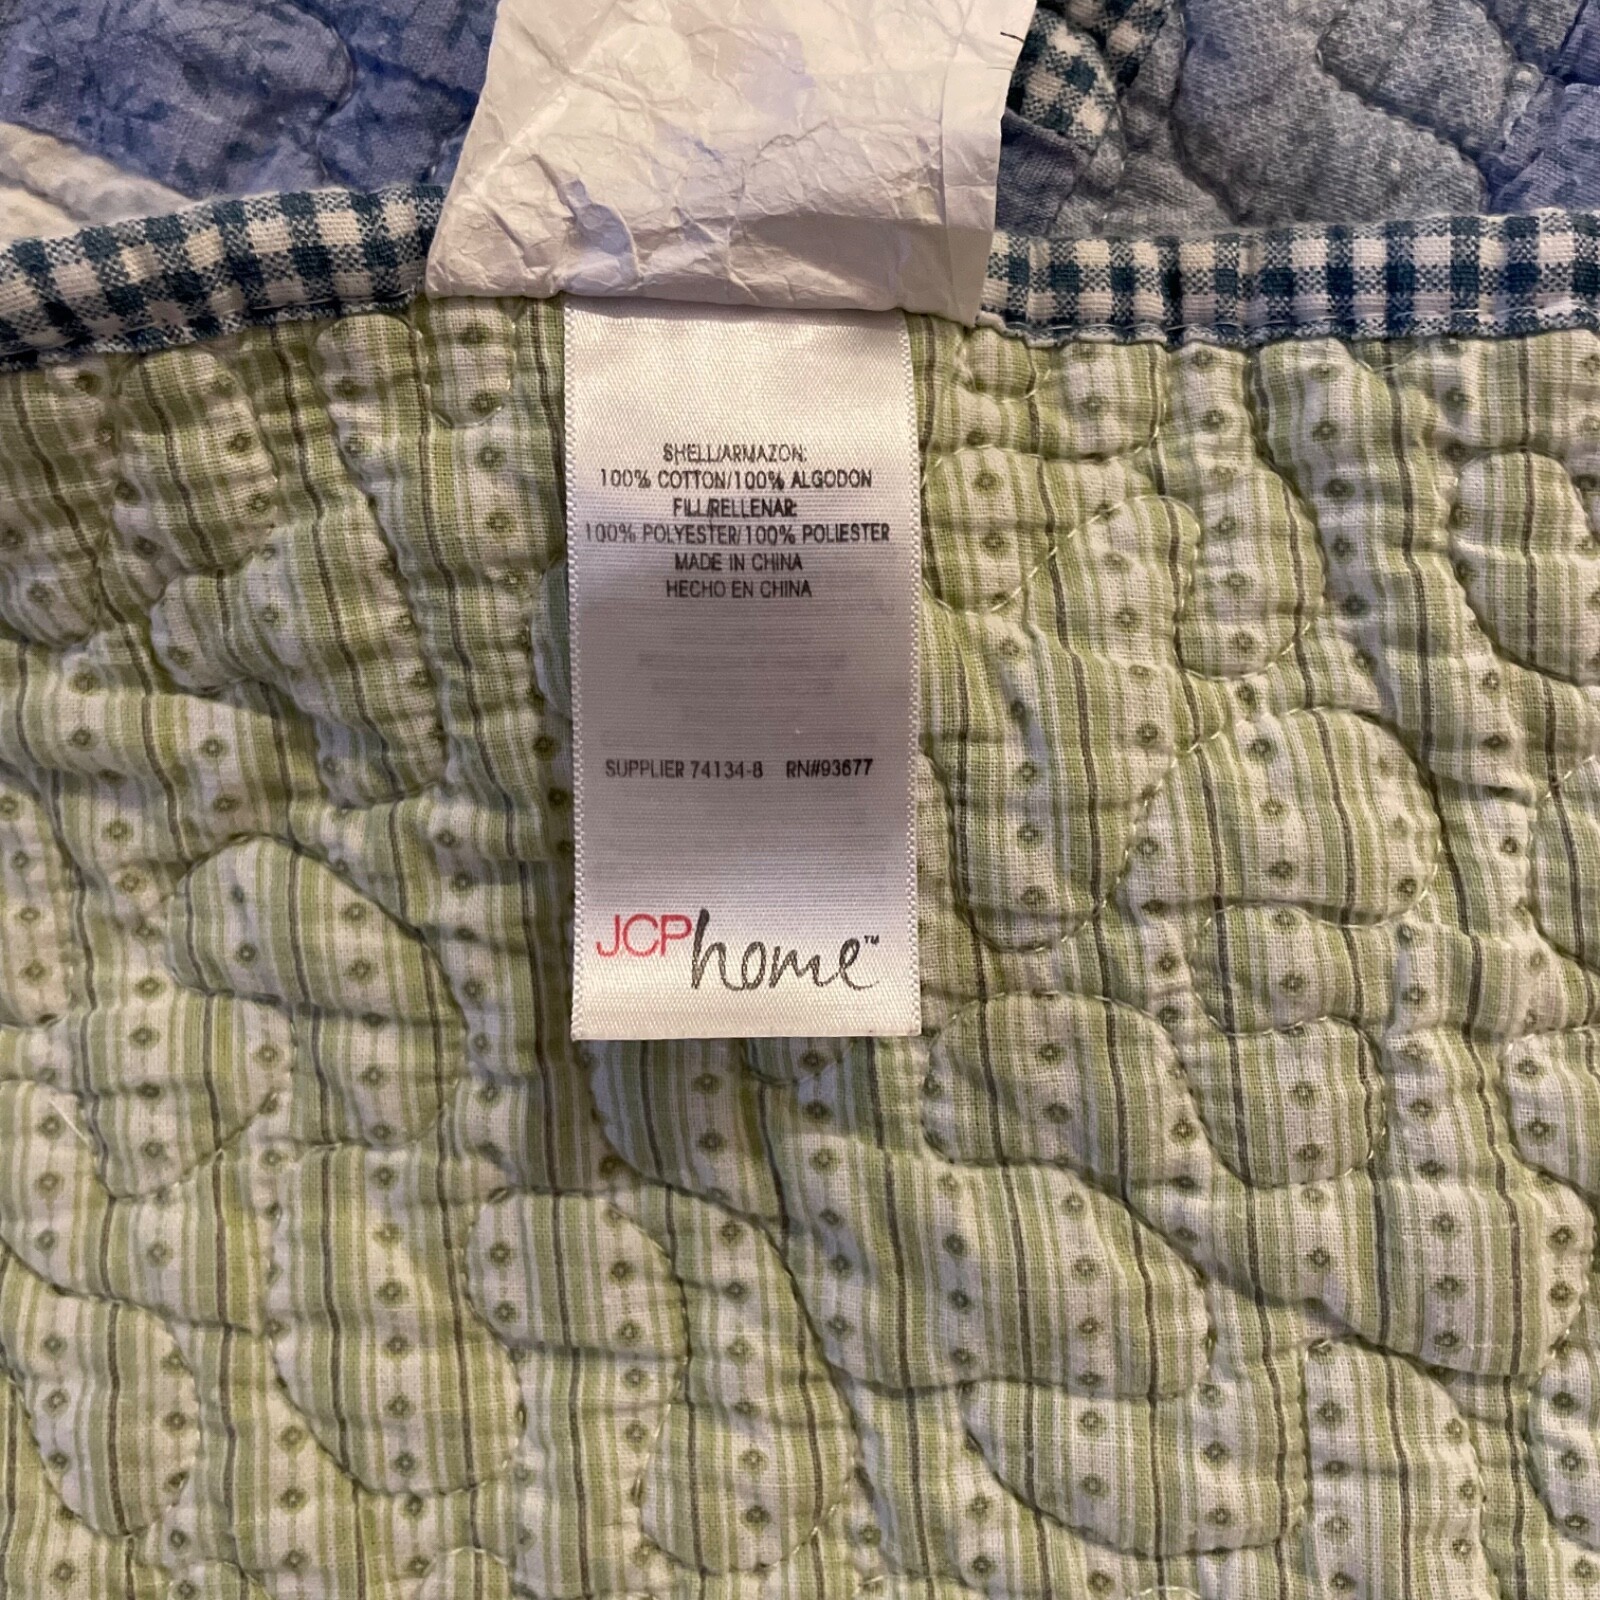 SHELL/ARMAZON:
100% COTTON/100% ALGODON
FILL/RELLENAR:
100% POLYESTER/100% POLIESTER
MADE IN CHINA
HECHO EN CHINA
SUPPLIER 74134-8 RN#93677
JCPhome™